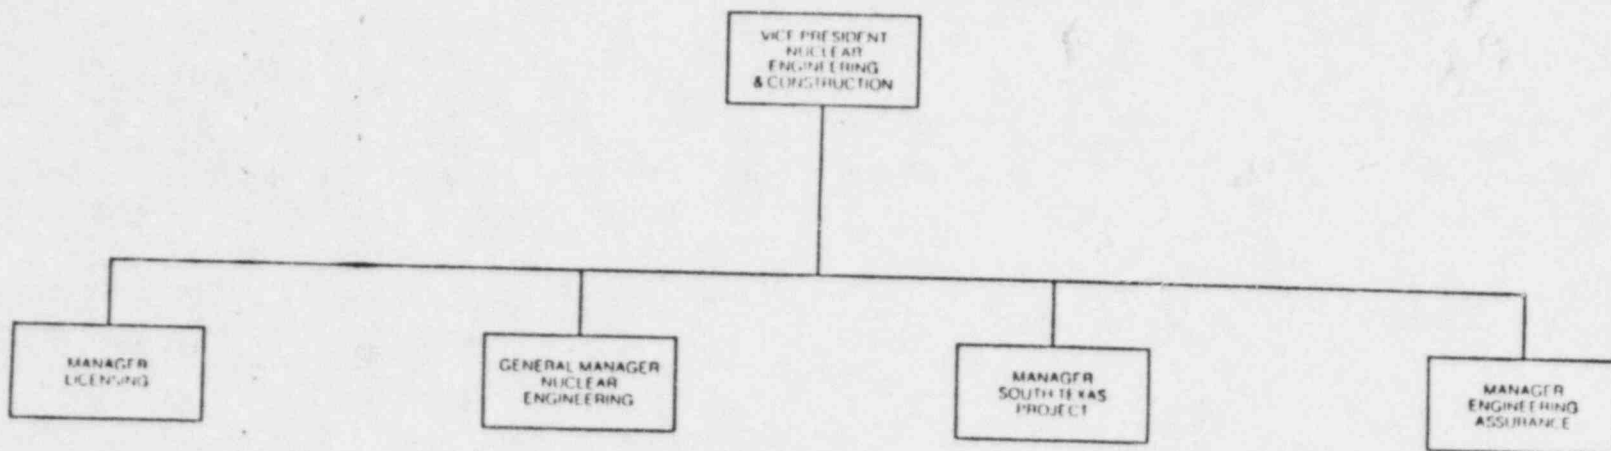 VICE PRESIDENT
NUCLEAR
ENGINEERING
& CONSTRUCTION
MANAGER
LICENSING
GENERAL MANAGER
NUCLEAR
ENGINEERING
MANAGER
SOUTH TEXAS
PROJECT
MANAGER
ENGINEERING
ASSURANCE